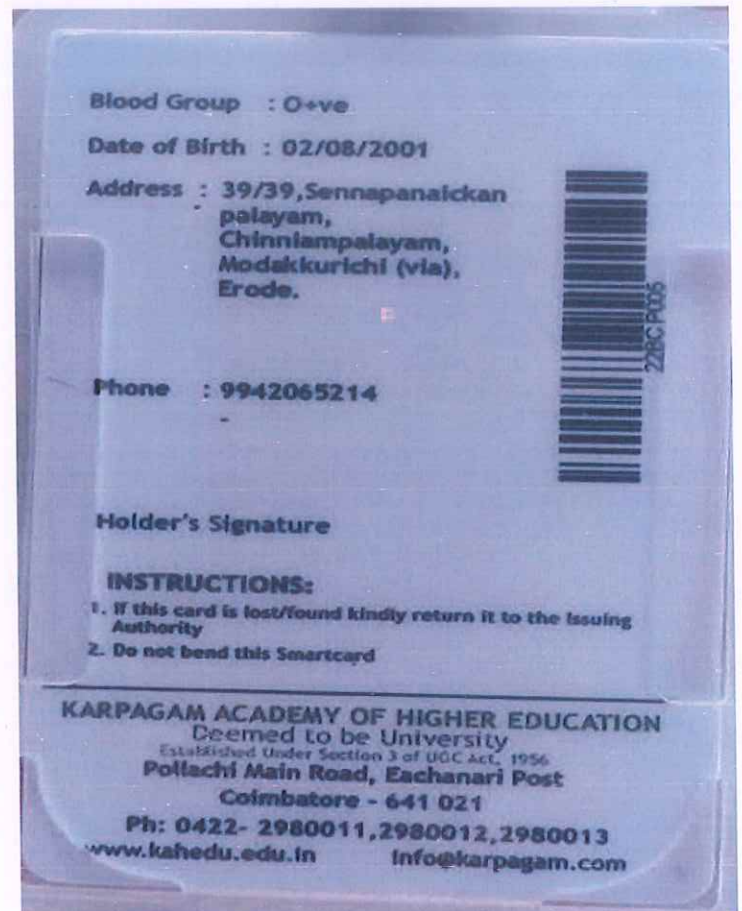 Blood Group : O+ve
Date of Birth : 02/08/2001
Address : 39/39,Sennapanaickan
palayam,
Chinniampalayam,
Modakkurichi (via),
Erode.
22BCP005
Phone : 9942065214
Holder's Signature
INSTRUCTIONS:
1. If this card is lost/found kindly return it to the Issuing
Authority
2. Do not bend this Smartcard
KARPAGAM ACADEMY OF HIGHER EDUCATION
Deemed to be University
Established Under Section 3 of UGC Act, 1956
Pollachi Main Road, Eachanari Post
Coimbatore - 641 021
Ph: 0422- 2980011,2980012,2980013
www.kahedu.edu.in info@karpagam.com